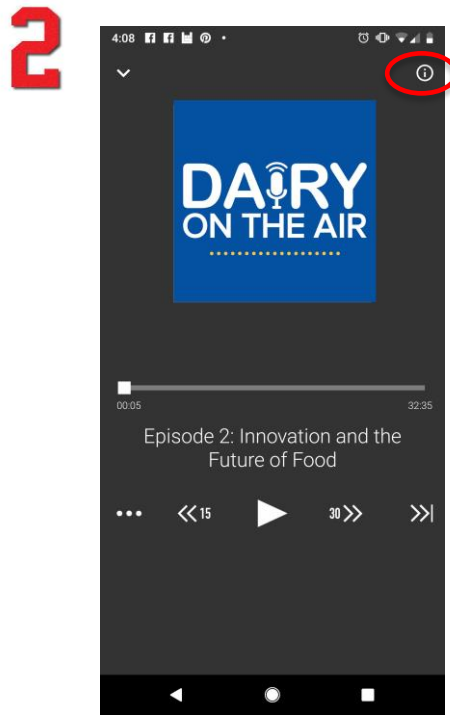 2
4:08
DAIRY
ON THE AIR
00:05
32:35
Episode 2: Innovation and the
Future of Food
15
30